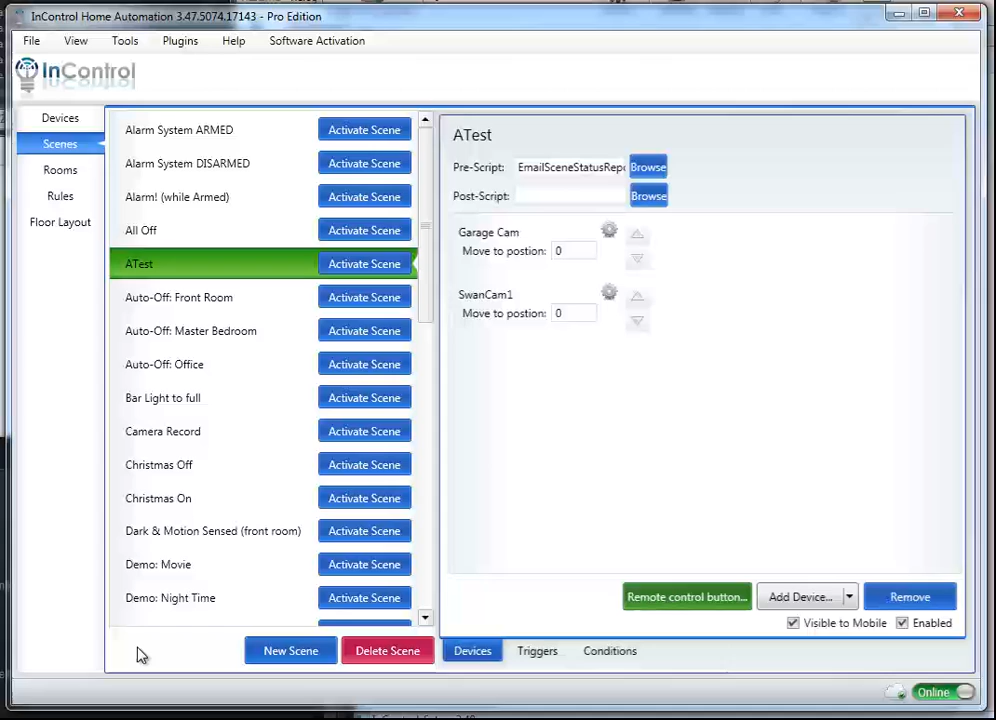 InControl Home Automation 3.47.5074.17143 - Pro Edition
File View Tools Plugins Help Software Activation
InControl
Devices
Scenes
Rooms
Rules
Floor Layout
Alarm System ARMED Activate Scene
Alarm System DISARMED Activate Scene
Alarm! (while Armed) Activate Scene
All Off Activate Scene
ATest Activate Scene
Auto-Off: Front Room Activate Scene
Auto-Off: Master Bedroom Activate Scene
Auto-Off: Office Activate Scene
Bar Light to full Activate Scene
Camera Record Activate Scene
Christmas Off Activate Scene
Christmas On Activate Scene
Dark & Motion Sensed (front room) Activate Scene
Demo: Movie Activate Scene
Demo: Night Time Activate Scene
New Scene Delete Scene
ATest
Pre-Script: EmailSceneStatusRep Browse
Post-Script: Browse
Garage Cam
Move to postion: 0
SwanCam1
Move to postion: 0
Remote control button... Add Device... Remove
Visible to Mobile Enabled
Devices Triggers Conditions
Online